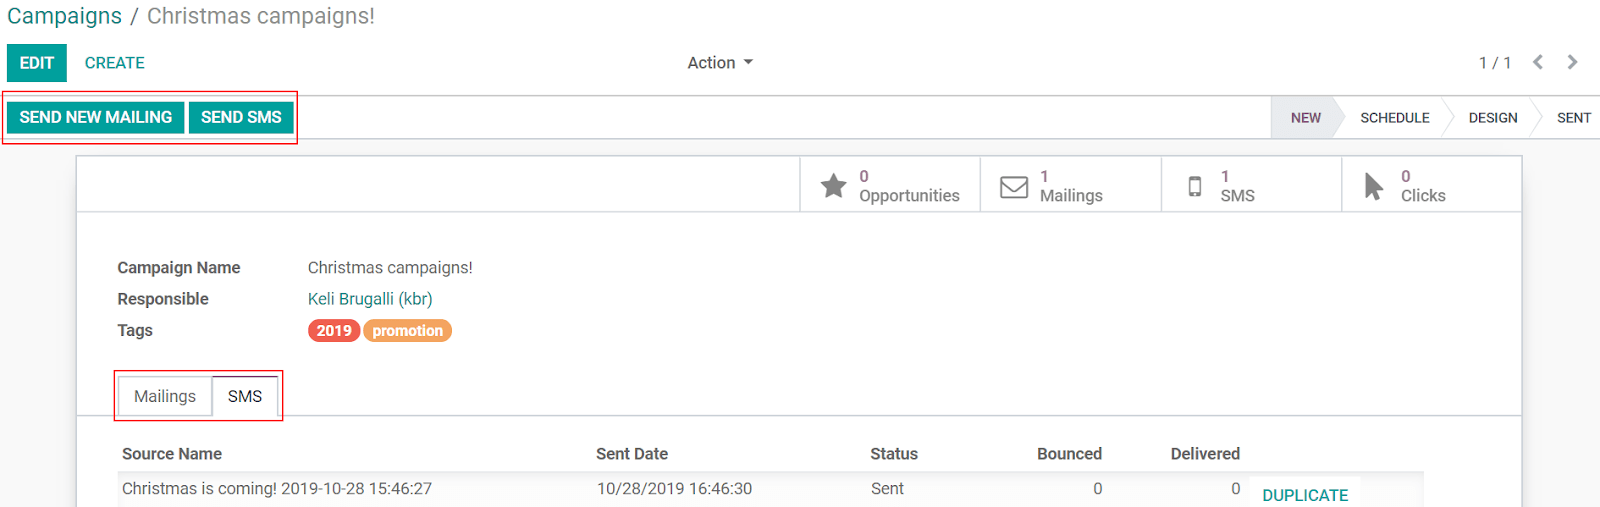 Campaigns / Christmas campaigns!
EDIT CREATE Action 1 / 1
SEND NEW MAILING SEND SMS NEW SCHEDULE DESIGN SENT
0 Opportunities 1 Mailings 1 SMS 0 Clicks
Campaign Name Christmas campaigns!
Responsible Keli Brugalli (kbr)
Tags 2019 promotion
Mailings SMS
Source Name Sent Date Status Bounced Delivered
Christmas is coming! 2019-10-28 15:46:27 10/28/2019 16:46:30 Sent 0 0 DUPLICATE